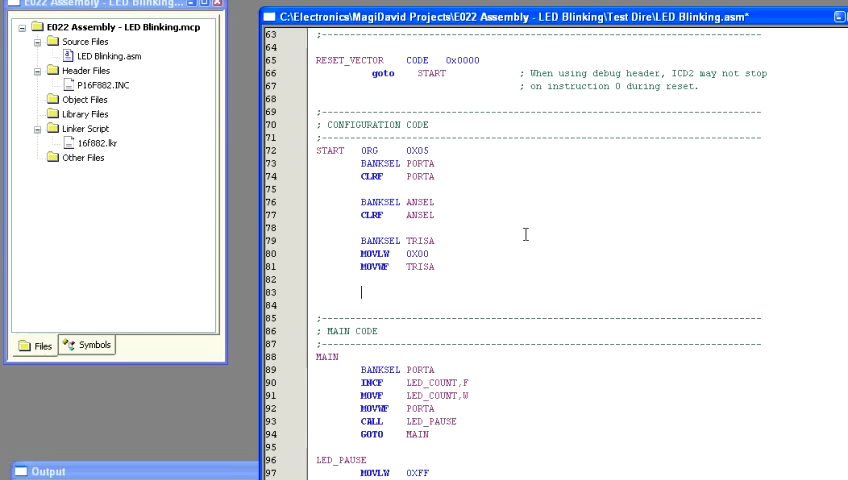 E022 Assembly - LED Blinking....
E022 Assembly - LED Blinking.mcp
Source Files
LED Blinking.asm
Header Files
P16F882.INC
Object Files
Library Files
Linker Script
16f882.lkr
Other Files
Files
Symbols
Output
C:\Electronics\MagiDavid Projects\E022 Assembly - LED Blinking\Test Dire\LED Blinking.asm*
63 ;----------------------------------------------------------------
64
65 RESET_VECTOR CODE 0x0000
66 goto START ; When using debug header, ICD2 may not stop
67 ; on instruction 0 during reset.
68
69 ;----------------------------------------------------------------
70 ; CONFIGURATION CODE
71 ;----------------------------------------------------------------
72 START ORG 0X05
73 BANKSEL PORTA
74 CLRF PORTA
75
76 BANKSEL ANSEL
77 CLRF ANSEL
78
79 BANKSEL TRISA
80 MOVLW 0X00
81 MOVWF TRISA
82
83
84
85 ;----------------------------------------------------------------
86 ; MAIN CODE
87 ;----------------------------------------------------------------
88 MAIN
89 BANKSEL PORTA
90 INCF LED_COUNT,F
91 MOVF LED_COUNT,W
92 MOVWF PORTA
93 CALL LED_PAUSE
94 GOTO MAIN
95
96 LED_PAUSE
97 MOVLW 0XFF